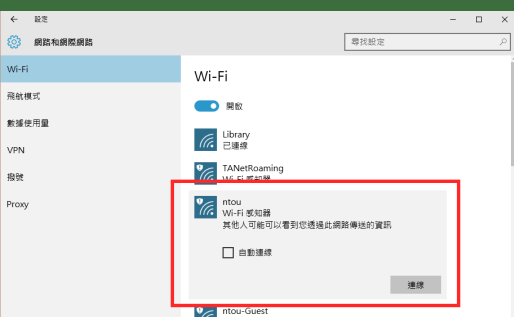 設定
網路和網際網路
尋找設定
Wi-Fi
飛航模式
數據使用量
VPN
撥號
Proxy
Wi-Fi
開啟
Library
已連線
TANetRoaming
Wi-Fi 感知器
ntou
Wi-Fi 感知器
其他人可能可以看到您透過此網路傳送的資訊
自動連線
連線
ntou-Guest